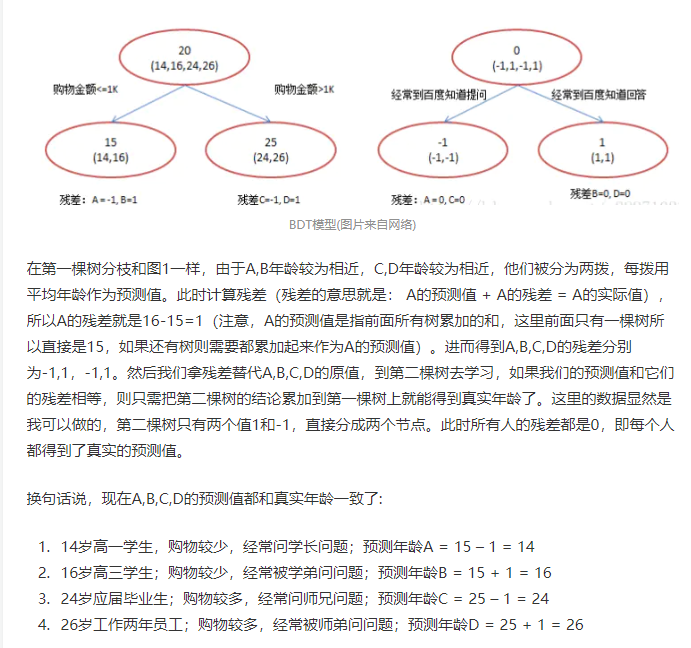 20
(14,16,24,26)
0
(-1,1,-1,1)
购物金额<=1K
购物金额>1K
经常到百度知道提问
经常到百度知道回答
15
(14,16)
25
(24,26)
-1
(-1,-1)
1
(1,1)
残差：A = -1, B=1
残差C=-1, D=1
残差：A = 0, C=0
残差B=0, D=0
BDT模型(图片来自网络)
在第一棵树分枝和图1一样，由于A,B年龄较为相近，C,D年龄较为相近，他们被分为两拨，每拨用
平均年龄作为预测值。此时计算残差（残差的意思就是： A的预测值 + A的残差 = A的实际值），
所以A的残差就是16-15=1（注意，A的预测值是指前面所有树累加的和，这里前面只有一棵树所
以直接是15，如果还有树则需要都累加起来作为A的预测值）。进而得到A,B,C,D的残差分别
为-1,1，-1,1。然后我们拿残差替代A,B,C,D的原值，到第二棵树去学习，如果我们的预测值和它们
的残差相等，则只需把第二棵树的结论累加到第一棵树上就能得到真实年龄了。这里的数据显然是
我可以做的，第二棵树只有两个值1和-1，直接分成两个节点。此时所有人的残差都是0，即每个人
都得到了真实的预测值。
换句话说，现在A,B,C,D的预测值都和真实年龄一致了:
1. 14岁高一学生，购物较少，经常问学长问题；预测年龄A = 15 – 1 = 14
2. 16岁高三学生；购物较少，经常被学弟问问题；预测年龄B = 15 + 1 = 16
3. 24岁应届毕业生；购物较多，经常问师兄问题；预测年龄C = 25 – 1 = 24
4. 26岁工作两年员工；购物较多，经常被师弟问问题；预测年龄D = 25 + 1 = 26